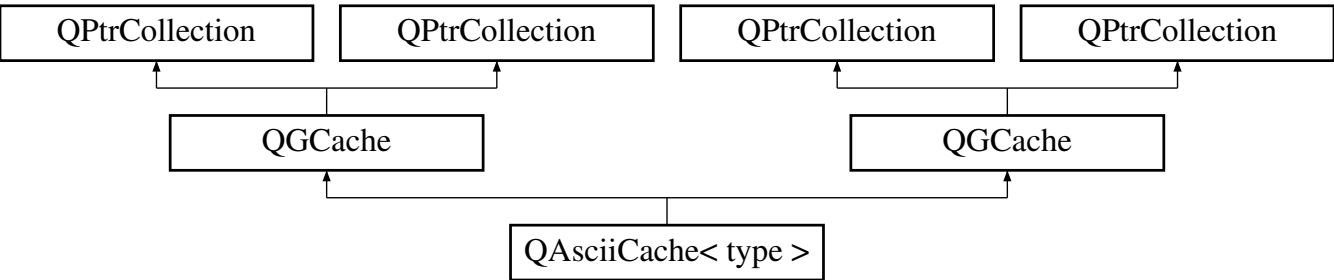 QPtrCollection QPtrCollection QPtrCollection QPtrCollection
QGCache QGCache
QAsciiCache< type >